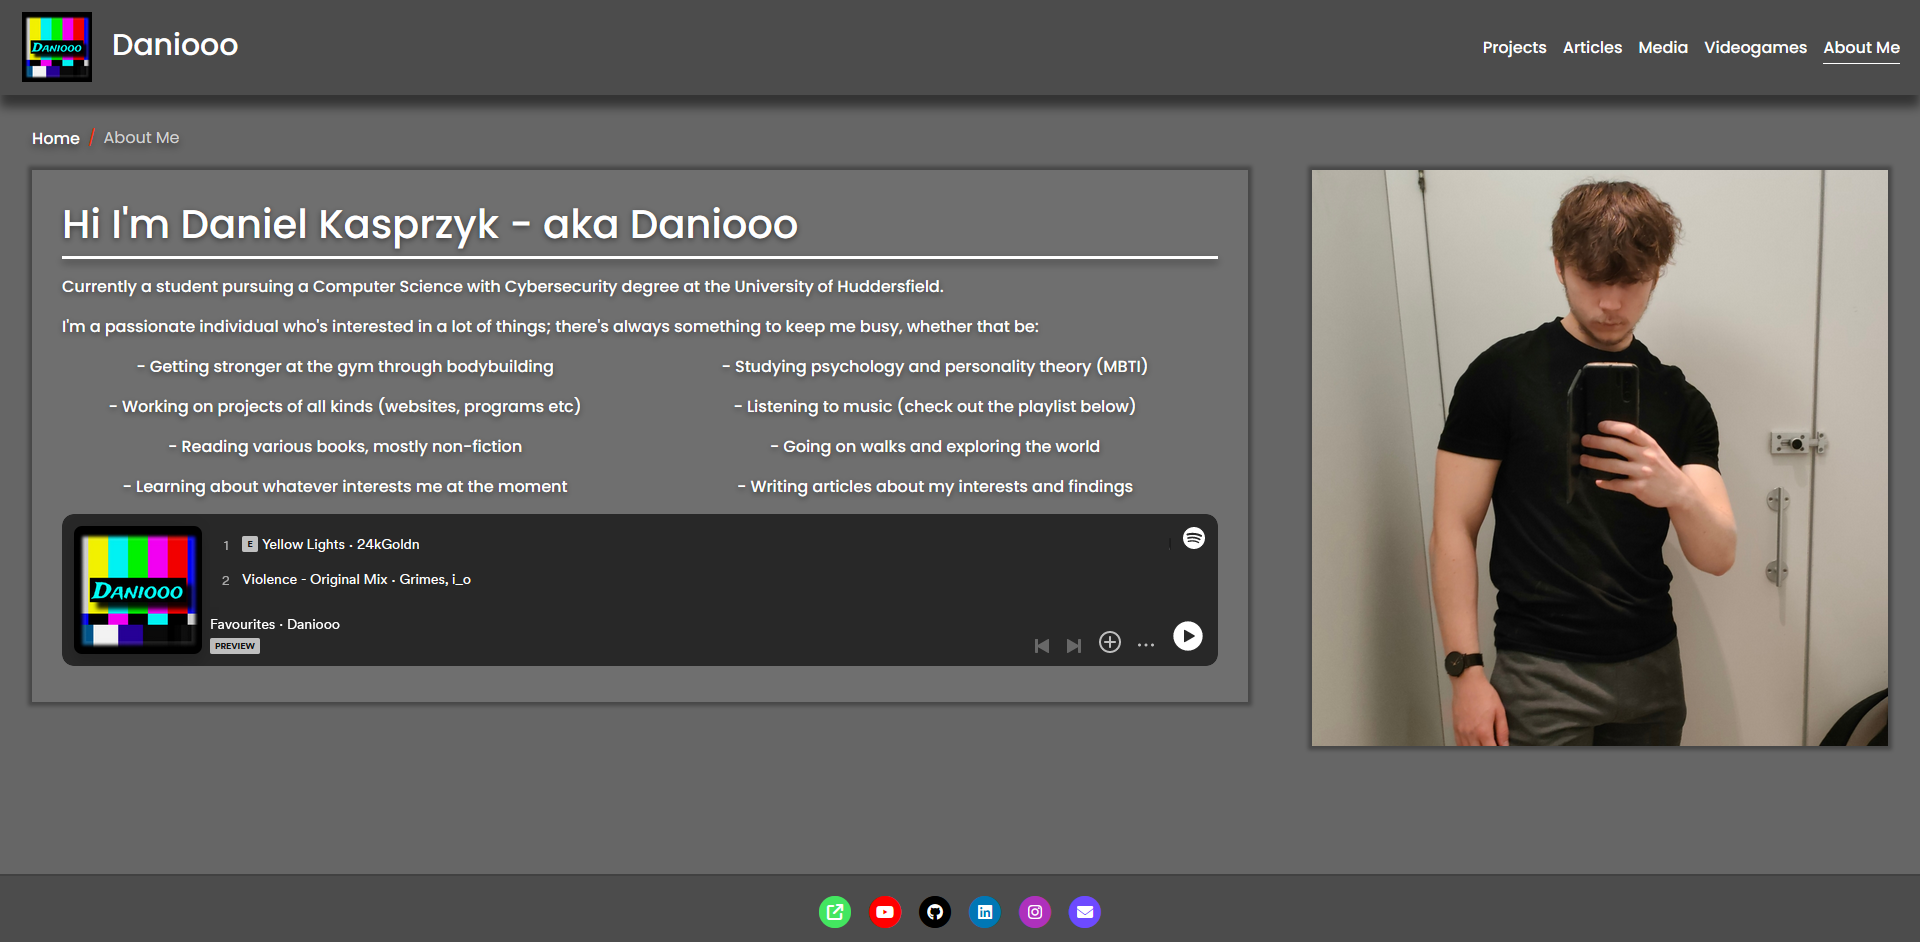 DANIOOO
Daniooo
Projects Articles Media Videogames About Me
Home / About Me
Hi I'm Daniel Kasprzyk - aka Daniooo
Currently a student pursuing a Computer Science with Cybersecurity degree at the University of Huddersfield.
I'm a passionate individual who's interested in a lot of things; there's always something to keep me busy, whether that be:
- Getting stronger at the gym through bodybuilding
- Studying psychology and personality theory (MBTI)
- Working on projects of all kinds (websites, programs etc)
- Listening to music (check out the playlist below)
- Reading various books, mostly non-fiction
- Going on walks and exploring the world
- Learning about whatever interests me at the moment
- Writing articles about my interests and findings
DANIOOO
1 E Yellow Lights · 24kGoldn
2 Violence - Original Mix · Grimes, i_o
Favourites · Daniooo
PREVIEW